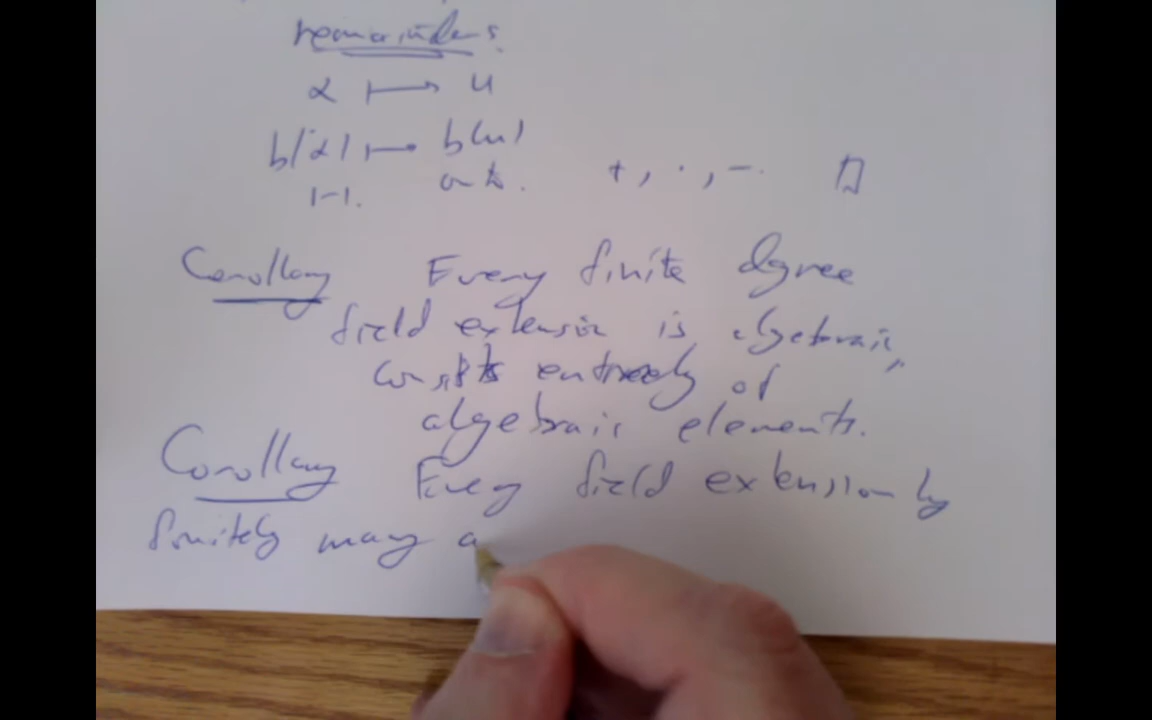 remainders.
α ↦ u
b(α) ↦ b(u)
1-1. onto. +, ·, -. □
Corollary Every finite degree
field extension is algebraic,
consists entirely of
algebraic elements.
Corollary Every field extension by
finitely many a